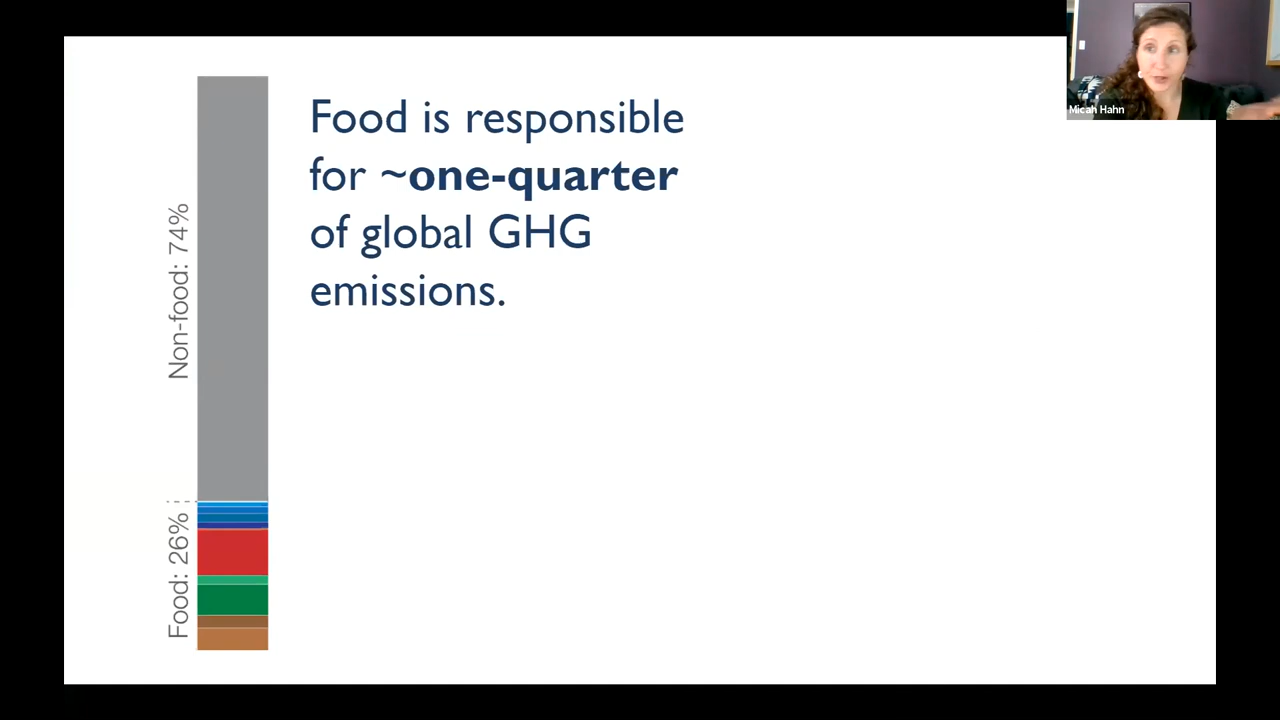 Food is responsible
for ~one-quarter
of global GHG
emissions.
Non-food: 74%
Food: 26%
Micah Hahn